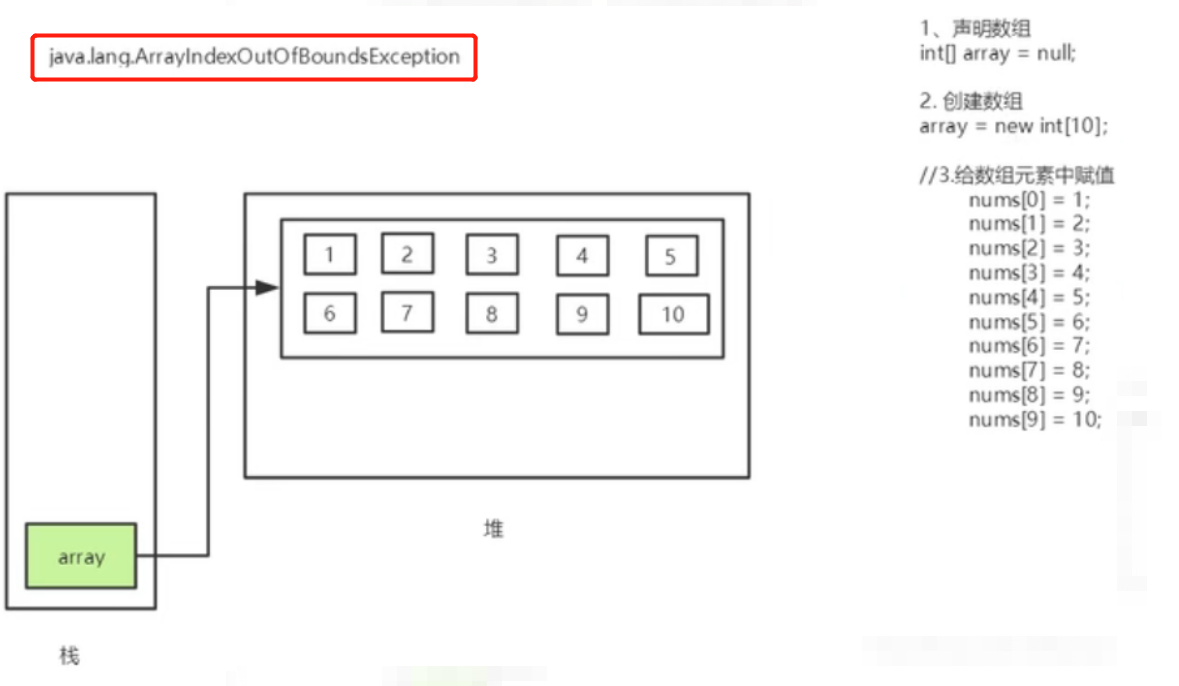 java.lang.ArrayIndexOutOfBoundsException
1、声明数组
int[] array = null;
2. 创建数组
array = new int[10];
//3.给数组元素中赋值
nums[0] = 1;
nums[1] = 2;
nums[2] = 3;
nums[3] = 4;
nums[4] = 5;
nums[5] = 6;
nums[6] = 7;
nums[7] = 8;
nums[8] = 9;
nums[9] = 10;
1 2 3 4 5
6 7 8 9 10
堆
array
栈